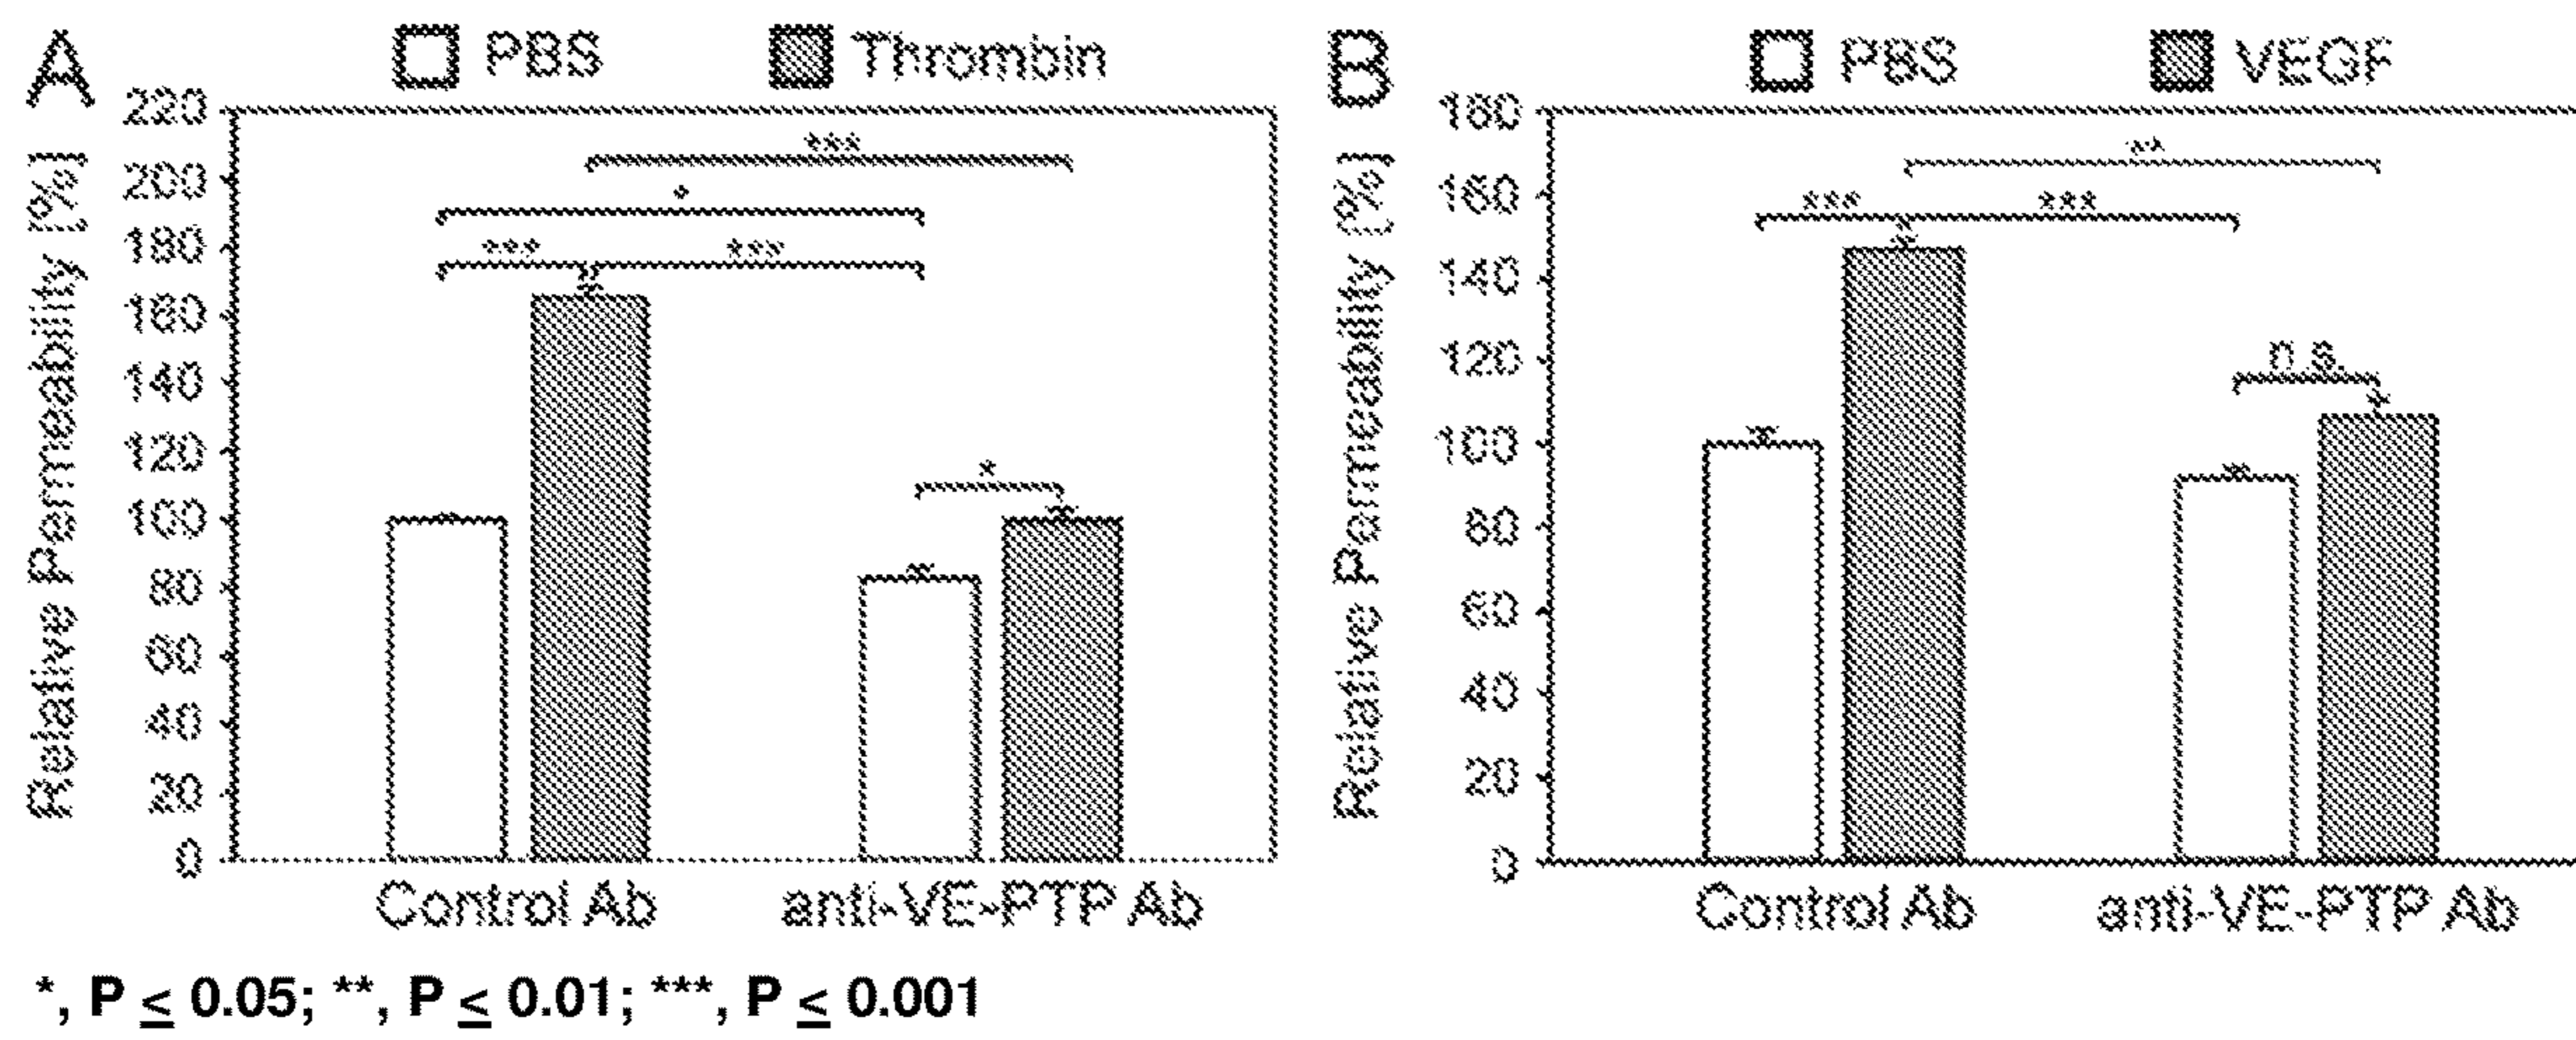 A
PBS
Thrombin
Relative Permeability [%]
220
200
180
160
140
120
100
80
60
40
20
0
***
*
***
***
*
Control Ab
anti-VE-PTP Ab
B
PBS
VEGF
Relative Permeability [%]
180
160
140
120
100
80
60
40
20
0
**
***
***
n.s.
Control Ab
anti-VE-PTP Ab
*, P ≤ 0.05; **, P ≤ 0.01; ***, P ≤ 0.001